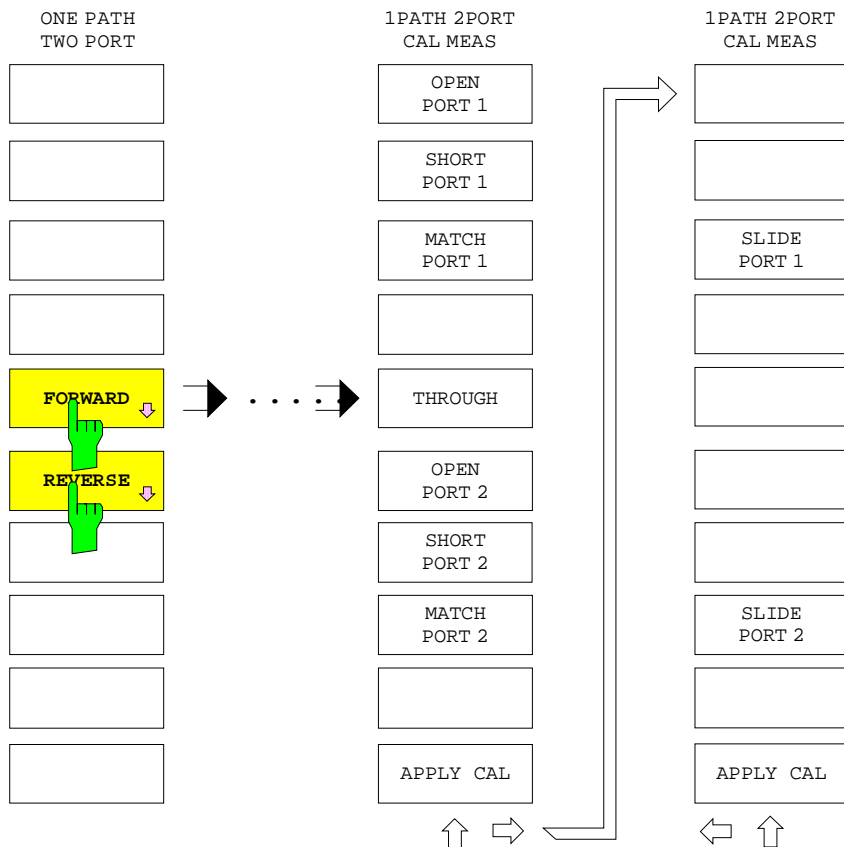 ONE PATH
TWO PORT
FORWARD
REVERSE
1PATH 2PORT
CAL MEAS
OPEN
PORT 1
SHORT
PORT 1
MATCH
PORT 1
THROUGH
OPEN
PORT 2
SHORT
PORT 2
MATCH
PORT 2
APPLY CAL
1PATH 2PORT
CAL MEAS
SLIDE
PORT 1
SLIDE
PORT 2
APPLY CAL